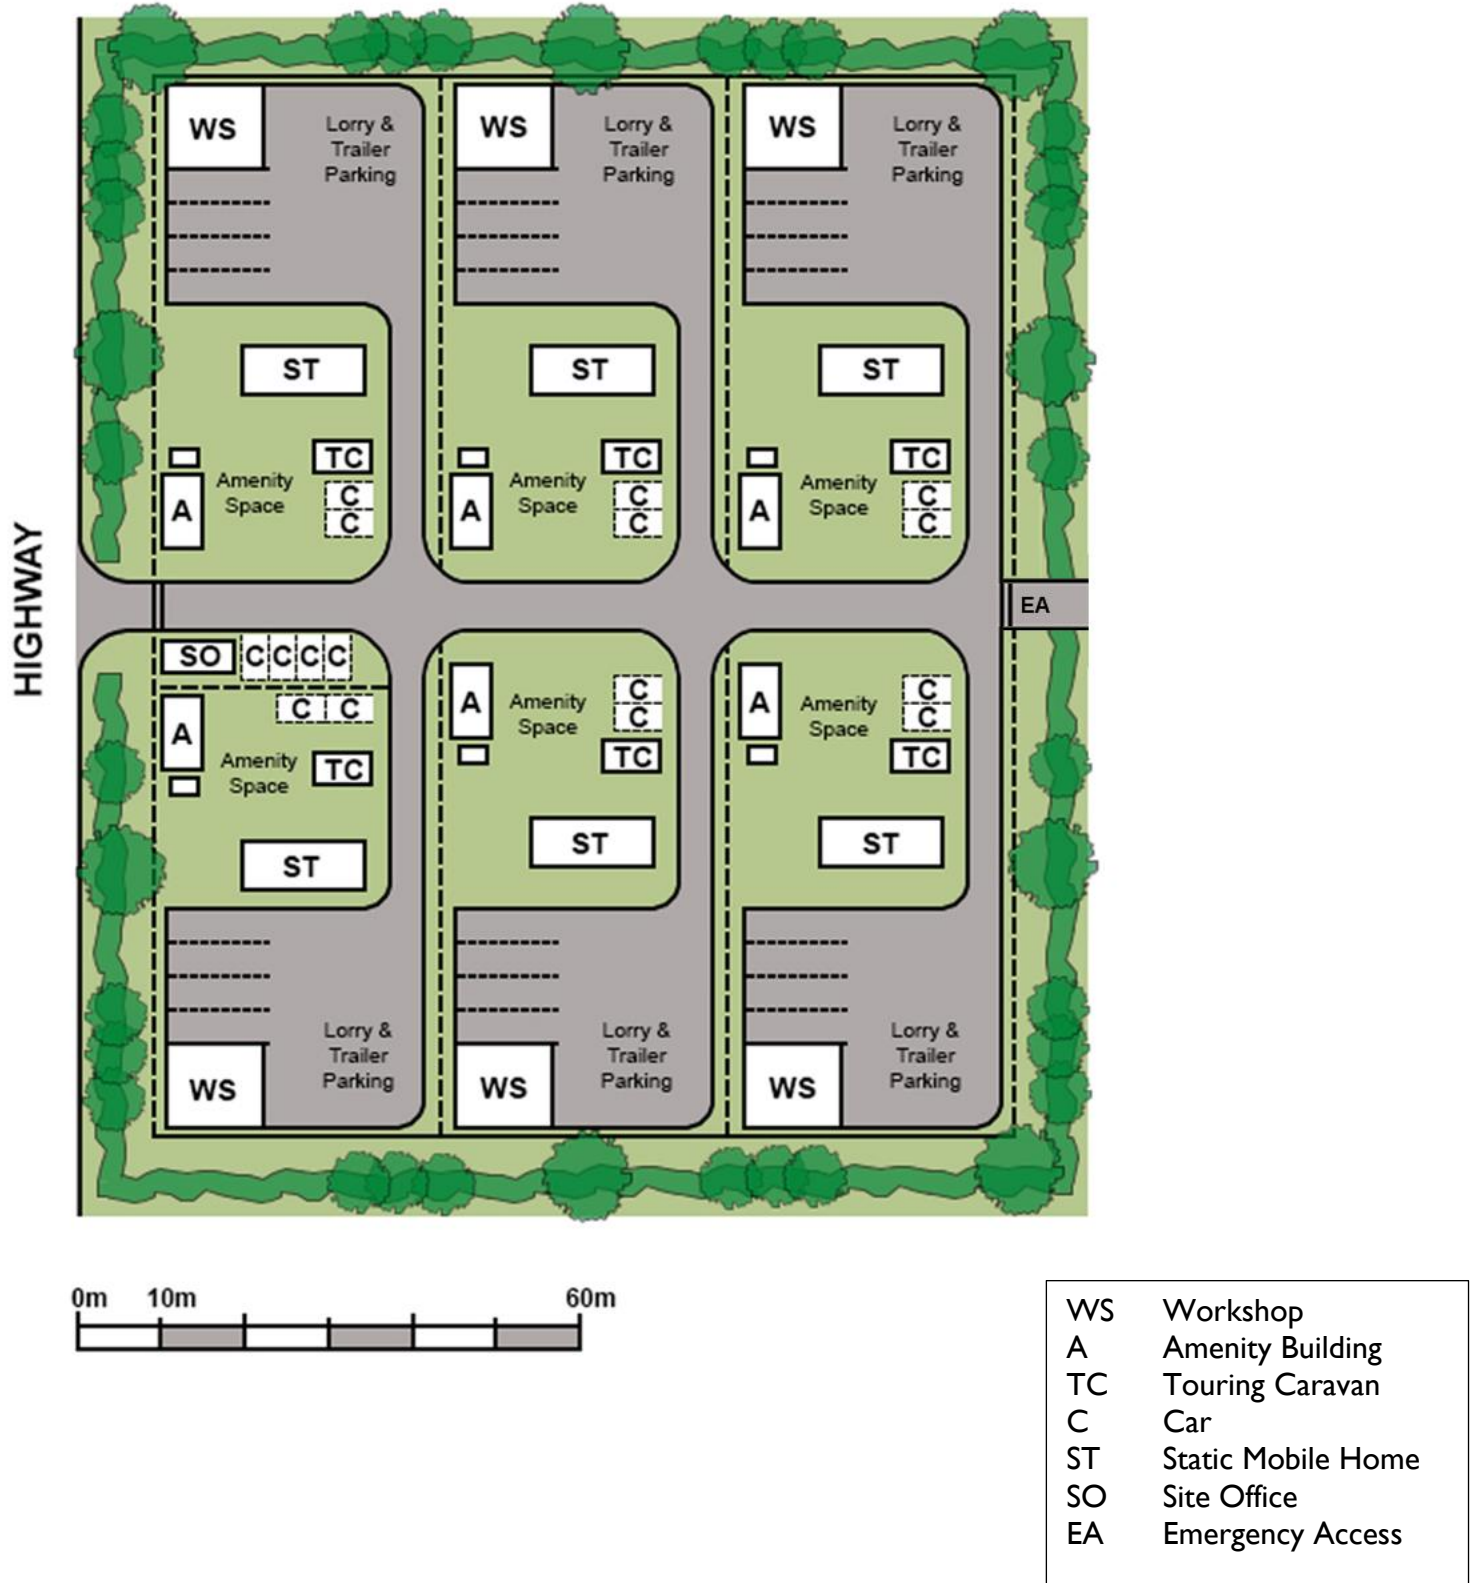 WS
Lorry &
Trailer
Parking
WS
Lorry &
Trailer
Parking
WS
Lorry &
Trailer
Parking
ST
ST
ST
TC
Amenity
Space
A
C
C
TC
Amenity
Space
A
C
C
TC
Amenity
Space
A
C
C
HIGHWAY
EA
SO
C C C C
C C
A
Amenity
Space
TC
ST
A
Amenity
Space
C
C
TC
ST
A
Amenity
Space
C
C
TC
ST
Lorry &
Trailer
Parking
WS
Lorry &
Trailer
Parking
WS
Lorry &
Trailer
Parking
WS
0m 10m 60m
WS Workshop
A Amenity Building
TC Touring Caravan
C Car
ST Static Mobile Home
SO Site Office
EA Emergency Access